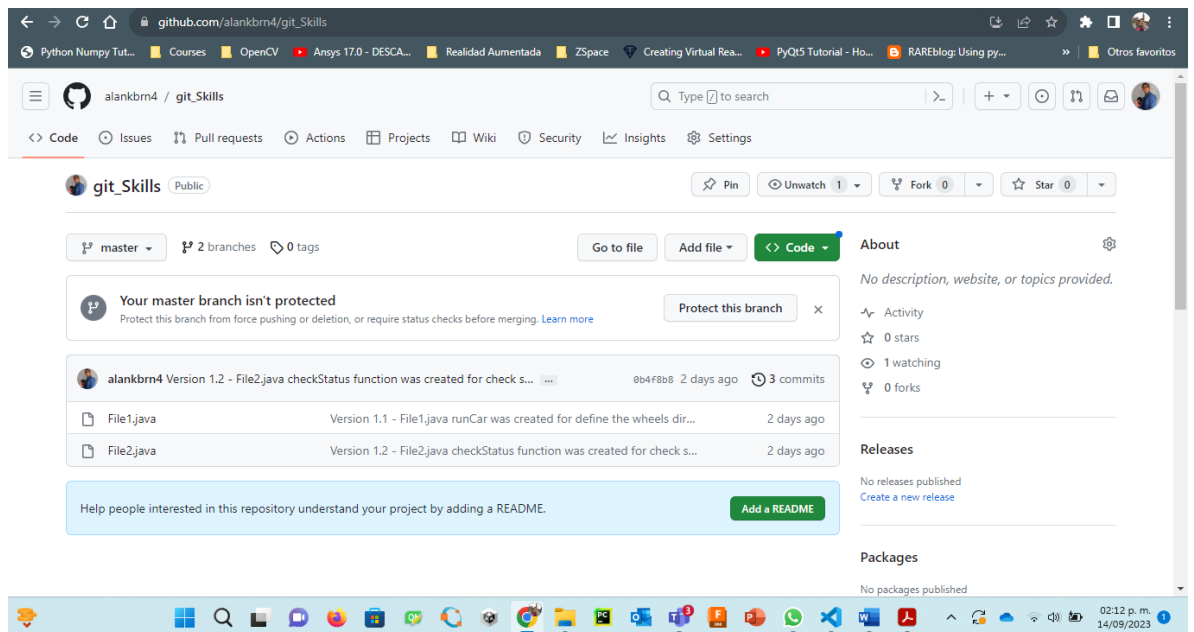 github.com/alankbrn4/git_Skills
Python Numpy Tut... Courses OpenCV Ansys 17.0 - DESCA... Realidad Aumentada ZSpace Creating Virtual Rea... PyQt5 Tutorial - Ho... RAREblog: Using py... » Otros favoritos
alankbrn4 / git_Skills Type / to search
<> Code Issues Pull requests Actions Projects Wiki Security Insights Settings
git_Skills Public Pin Unwatch 1 Fork 0 Star 0
master 2 branches 0 tags Go to file Add file <> Code
Your master branch isn't protected
Protect this branch from force pushing or deletion, or require status checks before merging. Learn more
Protect this branch
alankbrn4 Version 1.2 - File2.java checkStatus function was created for check s... ... 0b4f8b8 2 days ago 3 commits
File1.java Version 1.1 - File1.java runCar was created for define the wheels dir... 2 days ago
File2.java Version 1.2 - File2.java checkStatus function was created for check s... 2 days ago
Help people interested in this repository understand your project by adding a README. Add a README
About
No description, website, or topics provided.
Activity
0 stars
1 watching
0 forks
Releases
No releases published
Create a new release
Packages
No packages published
02:12 p. m.
14/09/2023